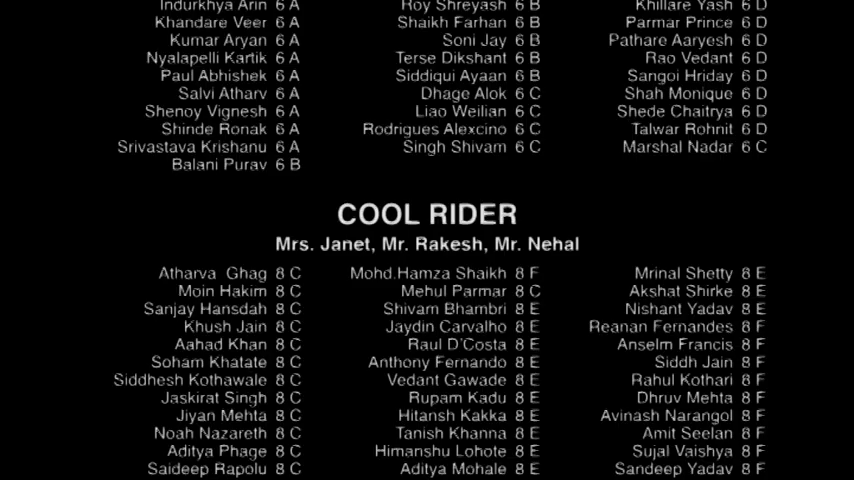 Indurkhya Arin 6 A Roy Shreyash 6 B Khillare Yash 6 D
Khandare Veer 6 A Shaikh Farhan 6 B Parmar Prince 6 D
Kumar Aryan 6 A Soni Jay 6 B Pathare Aaryesh 6 D
Nyalapelli Kartik 6 A Terse Dikshant 6 B Rao Vedant 6 D
Paul Abhishek 6 A Siddiqui Ayaan 6 B Sangoi Hriday 6 D
Salvi Atharv 6 A Dhage Alok 6 C Shah Monique 6 D
Shenoy Vignesh 6 A Liao Weilian 6 C Shede Chaitrya 6 D
Shinde Ronak 6 A Rodrigues Alexcino 6 C Talwar Rohnit 6 D
Srivastava Krishanu 6 A Singh Shivam 6 C Marshal Nadar 6 C
Balani Purav 6 B
COOL RIDER
Mrs. Janet, Mr. Rakesh, Mr. Nehal
Atharva Ghag 8 C Mohd.Hamza Shaikh 8 F Mrinal Shetty 8 E
Moin Hakim 8 C Mehul Parmar 8 C Akshat Shirke 8 E
Sanjay Hansdah 8 C Shivam Bhambri 8 E Nishant Yadav 8 E
Khush Jain 8 C Jaydin Carvalho 8 E Reanan Fernandes 8 F
Aahad Khan 8 C Raul D'Costa 8 E Anselm Francis 8 F
Soham Khatate 8 C Anthony Fernando 8 E Siddh Jain 8 F
Siddhesh Kothawale 8 C Vedant Gawade 8 E Rahul Kothari 8 F
Jaskirat Singh 8 C Rupam Kadu 8 E Dhruv Mehta 8 F
Jiyan Mehta 8 C Hitansh Kakka 8 E Avinash Narangol 8 F
Noah Nazareth 8 C Tanish Khanna 8 E Amit Seelan 8 F
Aditya Phage 8 C Himanshu Lohote 8 E Sujal Vaishya 8 F
Saideep Rapolu 8 C Aditya Mohale 8 E Sandeep Yadav 8 F